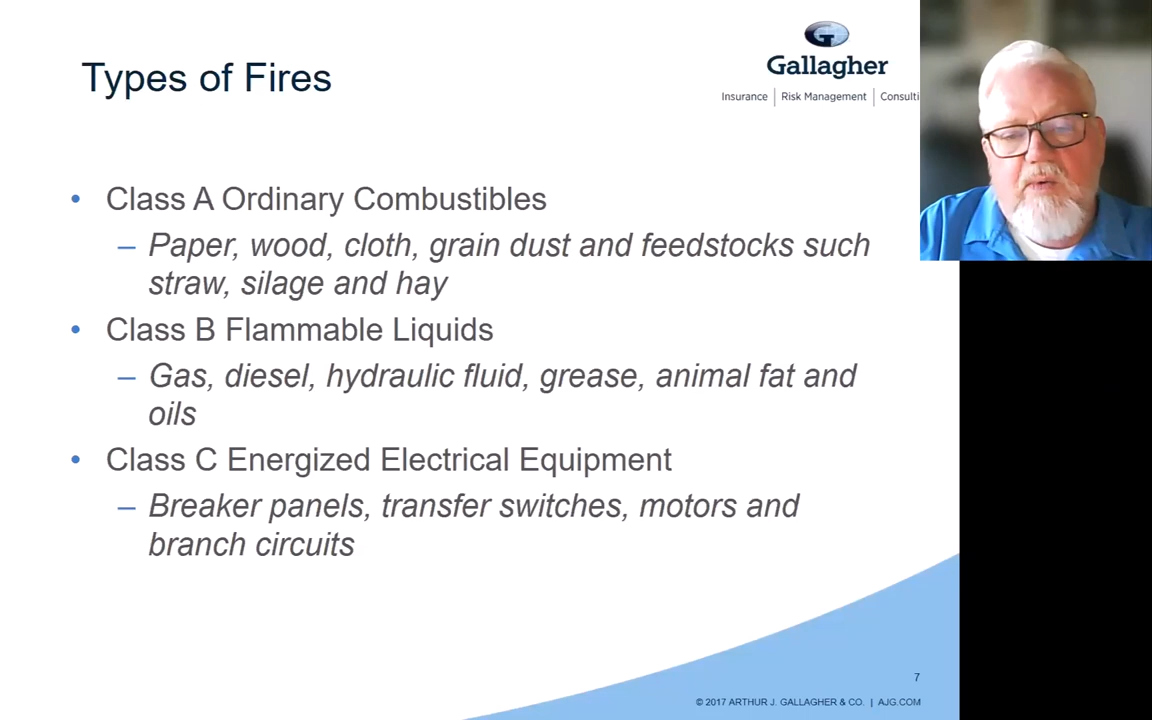 Types of Fires
Gallagher
Insurance | Risk Management | Consulti
• Class A Ordinary Combustibles
– Paper, wood, cloth, grain dust and feedstocks such
straw, silage and hay
• Class B Flammable Liquids
– Gas, diesel, hydraulic fluid, grease, animal fat and
oils
• Class C Energized Electrical Equipment
– Breaker panels, transfer switches, motors and
branch circuits
7
© 2017 ARTHUR J. GALLAGHER & CO. | AJG.COM